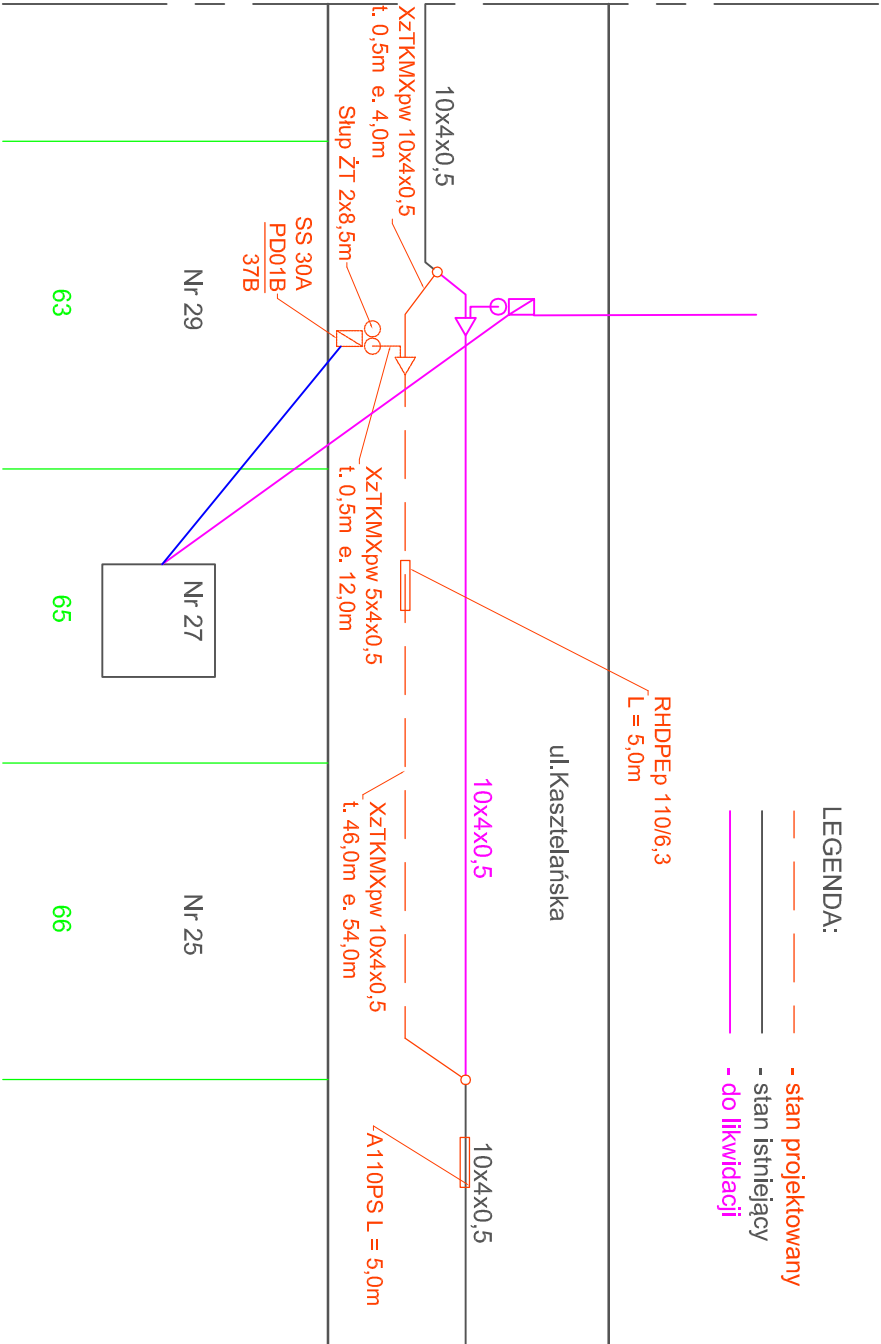 LEGENDA:
- stan projektowany
- stan istniejący
- do likwidacji
RHDPEp 110/6,3
L = 5,0m
ul.Kasztelańska
10x4x0,5
10x4x0,5
10x4x0,5
XzTKMXpw 10x4x0,5
t. 0,5m e. 4,0m
Słup ŻT 2x8,5m
SS 30A
PD01B
37B
XzTKMXpw 5x4x0,5
t. 0,5m e. 12,0m
XzTKMXpw 10x4x0,5
t. 46,0m e. 54,0m
A110PS L = 5,0m
Nr 29
Nr 27
Nr 25
63
65
66